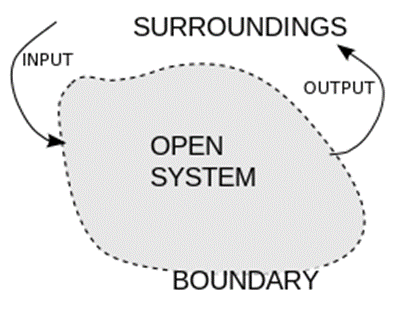 SURROUNDINGS
INPUT
OUTPUT
OPEN
SYSTEM
BOUNDARY